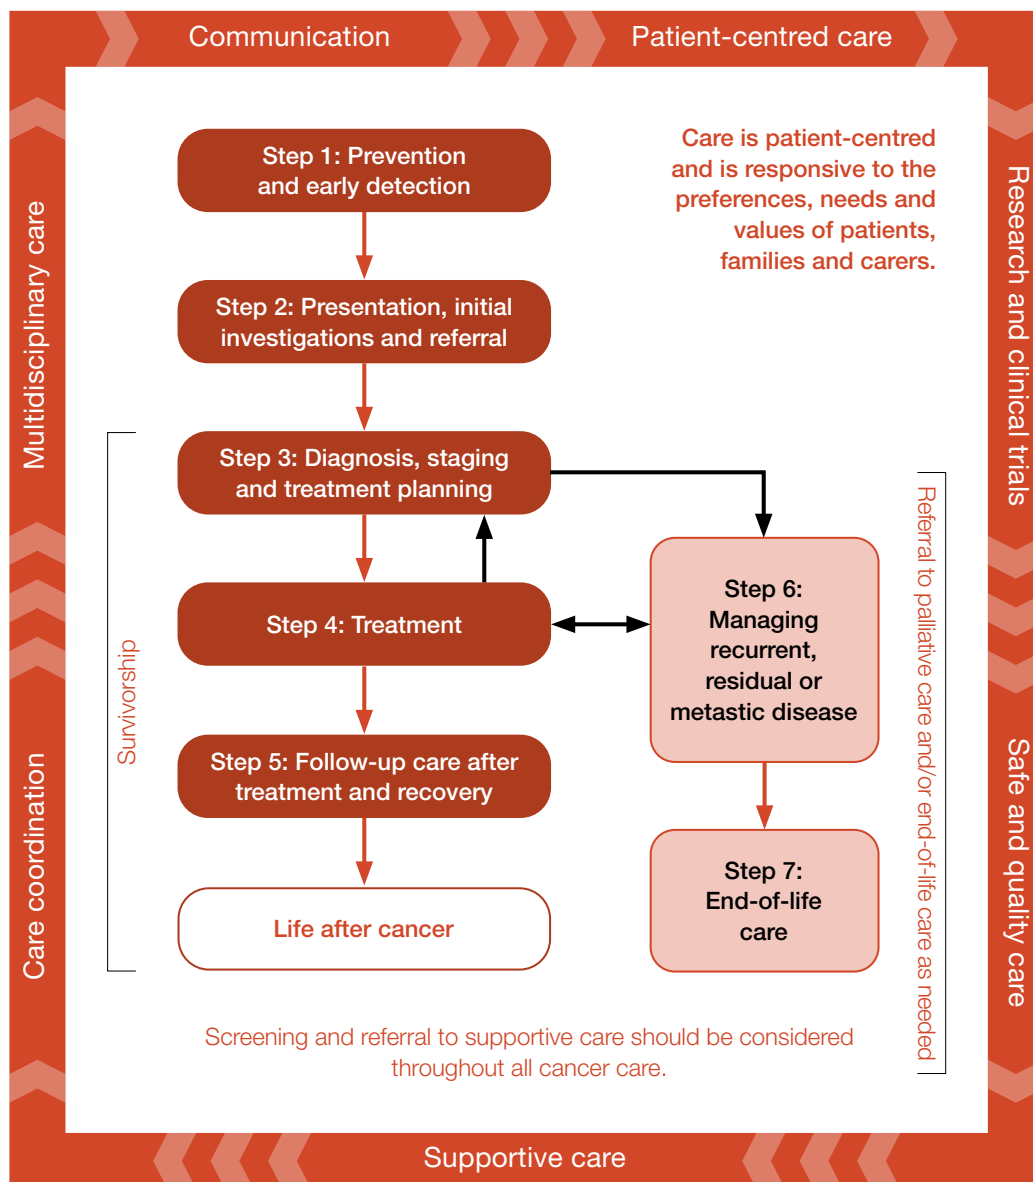 Communication
Patient-centred care
Care is patient-centred
and is responsive to the
preferences, needs and
values of patients,
families and carers.
Step 1: Prevention
and early detection
Step 2: Presentation, initial
investigations and referral
Step 3: Diagnosis, staging
and treatment planning
Step 4: Treatment
Step 5: Follow-up care after
treatment and recovery
Life after cancer
Step 6:
Managing
recurrent,
residual or
metastic disease
Step 7:
End-of-life
care
Survivorship
Referral to palliative care and/or end-of-life care as needed
Screening and referral to supportive care should be considered
throughout all cancer care.
Multidisciplinary care
Care coordination
Research and clinical trials
Safe and quality care
Supportive care